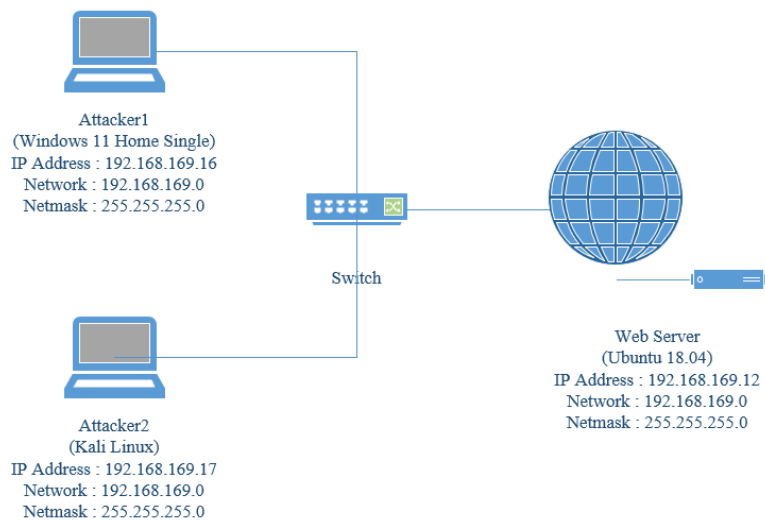 Attacker1
(Windows 11 Home Single)
IP Address : 192.168.169.16
Network : 192.168.169.0
Netmask : 255.255.255.0
Switch
Web Server
(Ubuntu 18.04)
IP Address : 192.168.169.12
Network : 192.168.169.0
Netmask : 255.255.255.0
Attacker2
(Kali Linux)
IP Address : 192.168.169.17
Network : 192.168.169.0
Netmask : 255.255.255.0